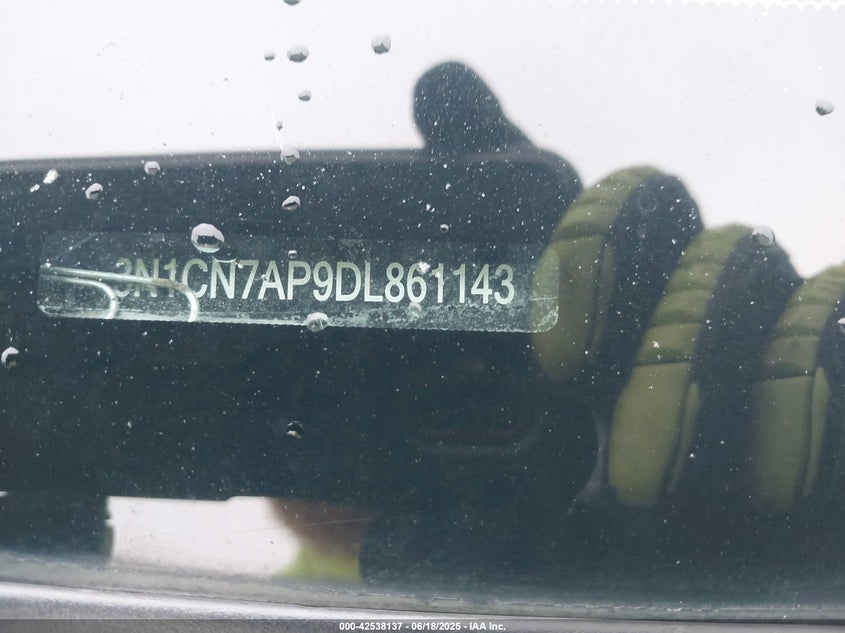 3N1CN7AP9DL861143
000-42538137 - 06/18/2025 - IAA Inc.